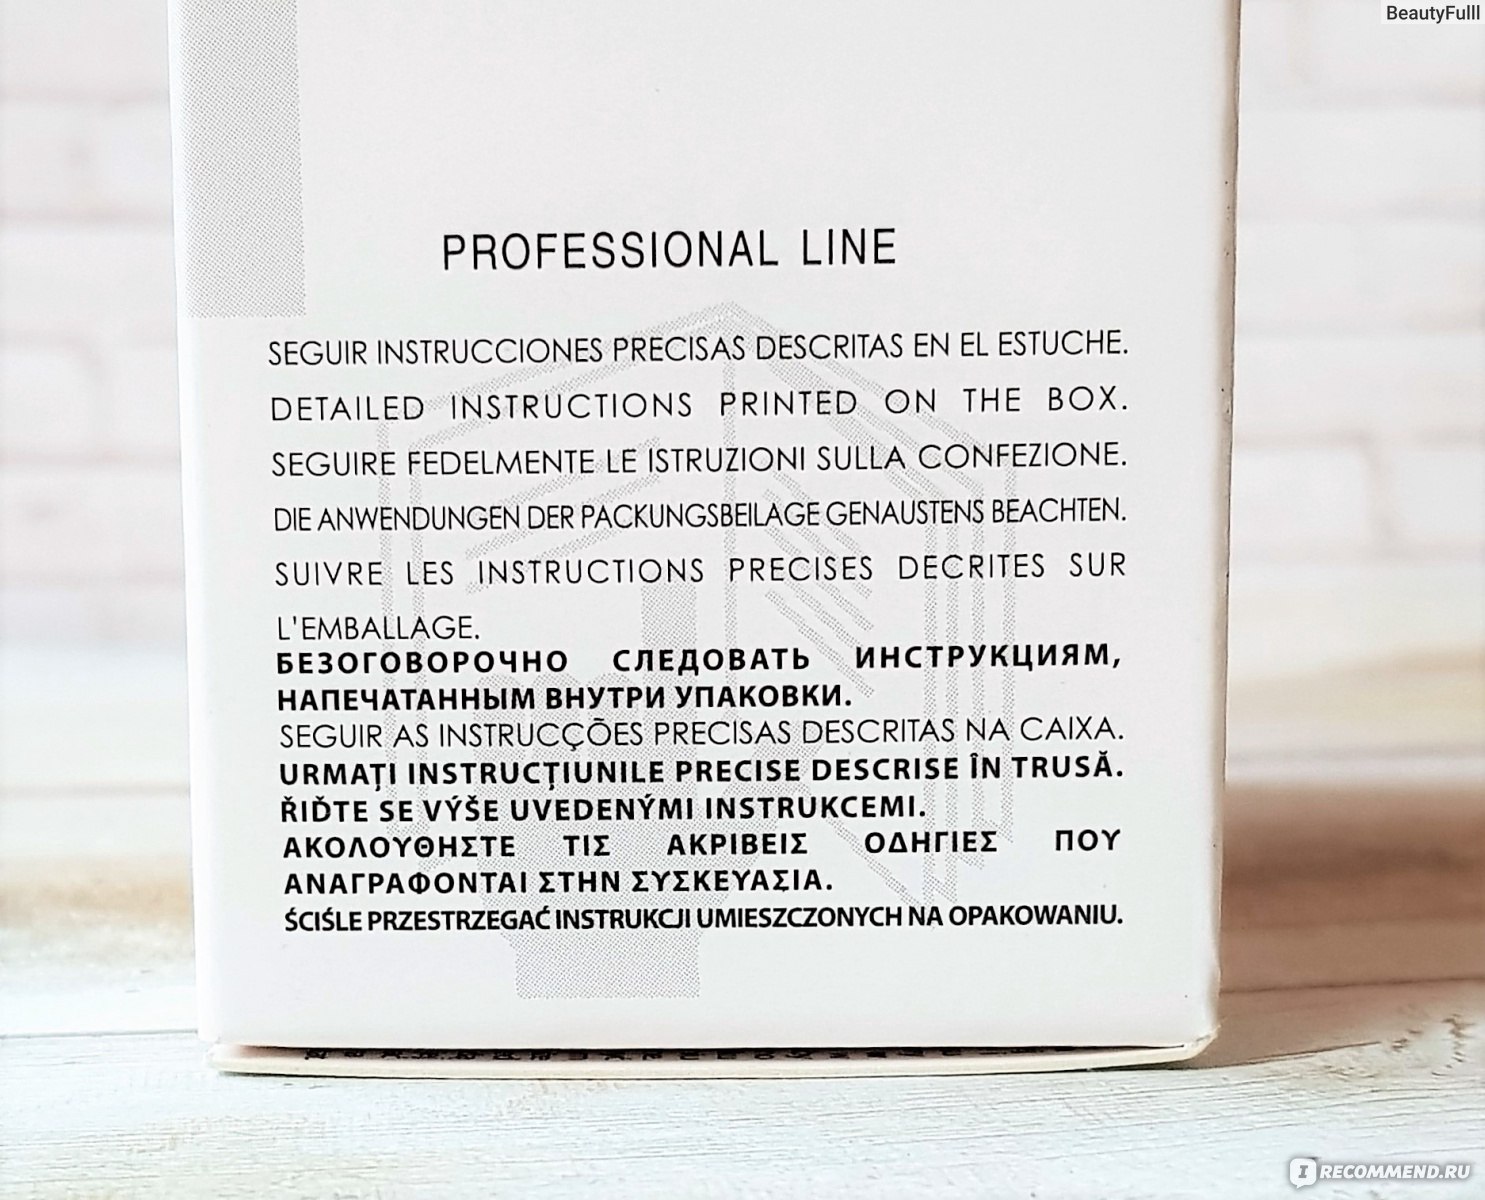 BeautyFulll
PROFESSIONAL LINE
SEGUIR INSTRUCCIONES PRECISAS DESCRITAS EN EL ESTUCHE.
DETAILED INSTRUCTIONS PRINTED ON THE BOX.
SEGUIRE FEDELMENTE LE ISTRUZIONI SULLA CONFEZIONE.
DIE ANWENDUNGEN DER PACKUNGSBEILAGE GENAUSTENS BEACHTEN.
SUIVRE LES INSTRUCTIONS PRECISES DECRITES SUR
L'EMBALLAGE.
БЕЗОГОВОРОЧНО СЛЕДОВАТЬ ИНСТРУКЦИЯМ,
НАПЕЧАТАННЫМ ВНУТРИ УПАКОВКИ.
SEGUIR AS INSTRUCÇÕES PRECISAS DESCRITAS NA CAIXA.
URMAȚI INSTRUCȚIUNILE PRECISE DESCRISE ÎN TRUSĂ.
ŘIĎTE SE VÝŠE UVEDENÝMI INSTRUKCEMI.
ΑΚΟΛΟΥΘΗΣΤΕ ΤΙΣ ΑΚΡΙΒΕΙΣ ΟΔΗΓΙΕΣ ΠΟΥ
ΑΝΑΓΡΑΦΟΝΤΑΙ ΣΤΗΝ ΣΥΣΚΕΥΑΣΙΑ.
ŚCIŚLE PRZESTRZEGAĆ INSTRUKCJI UMIESZCZONYCH NA OPAKOWANIU.
IRECOMMEND.RU